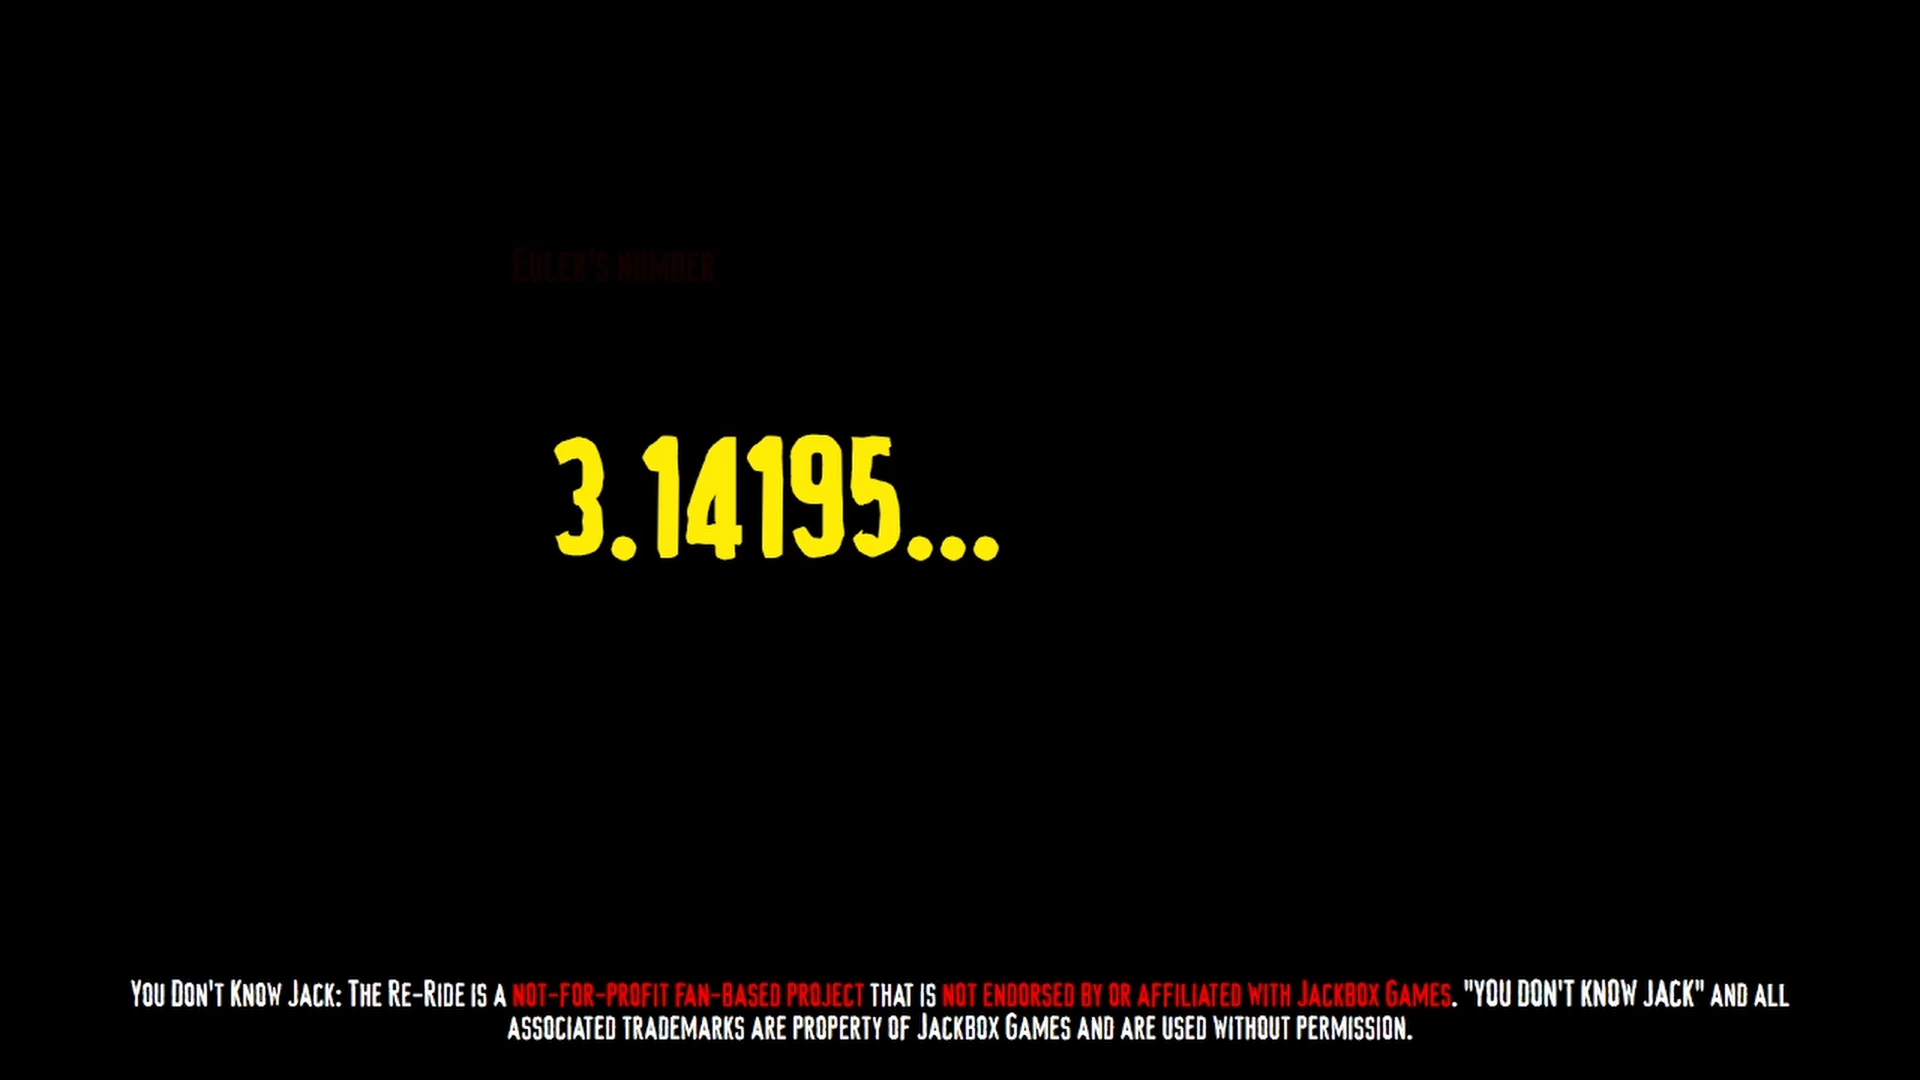 Euler's number
3.14195...
You Don't Know Jack: The Re-Ride is a not-for-profit fan-based project that is not endorsed by or affiliated with Jackbox Games. "YOU DON'T KNOW JACK" and all
associated trademarks are property of Jackbox Games and are used without permission.